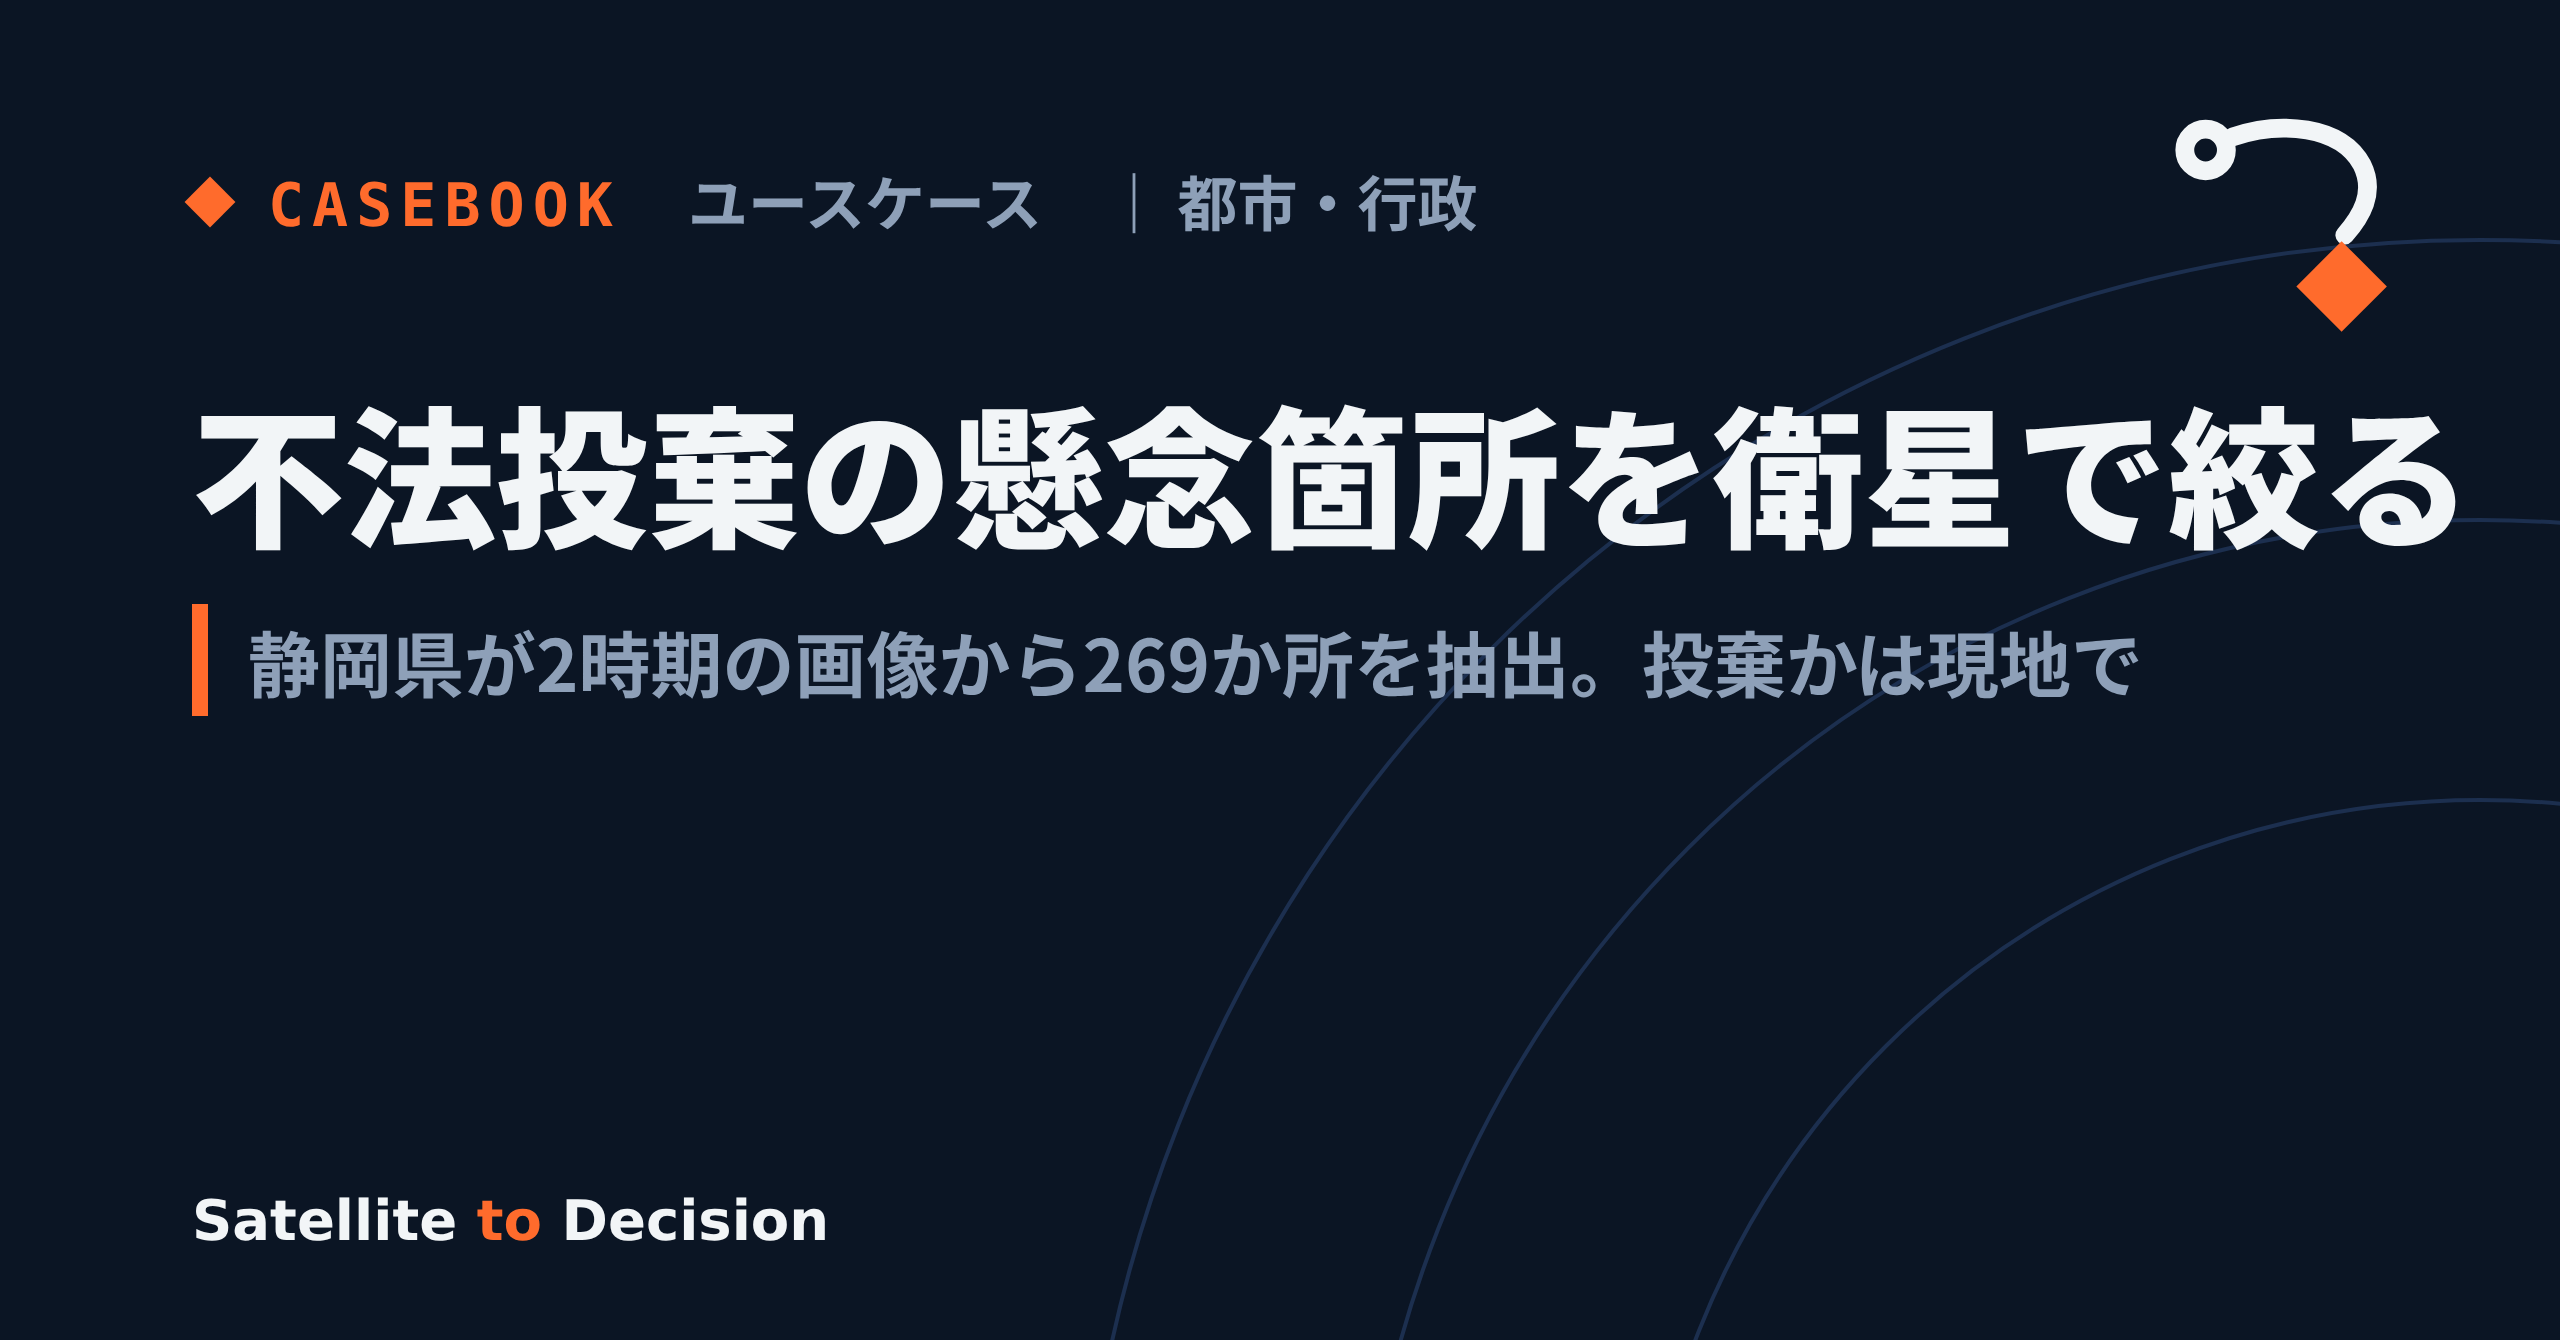 CASEBOOK ユースケース ｜ 都市・行政
不法投棄の懸念箇所を衛星で絞る
静岡県が2時期の画像から269か所を抽出。投棄かは現地で
Satellite to Decision